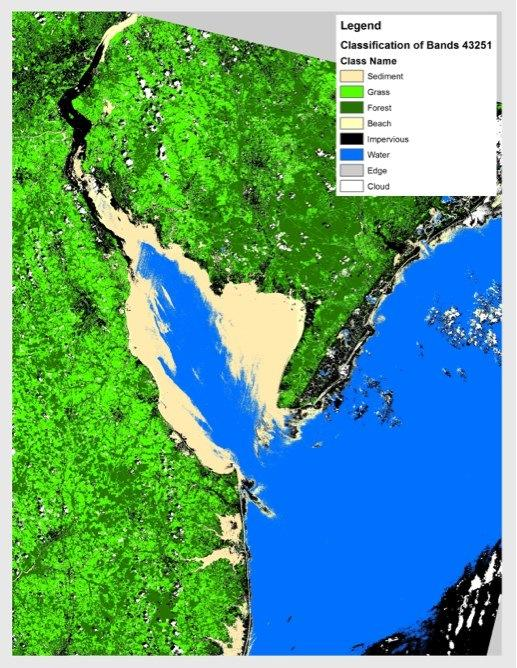 Legend
Classification of Bands 43251
Class Name
Sediment
Grass
Forest
Beach
Impervious
Water
Edge
Cloud